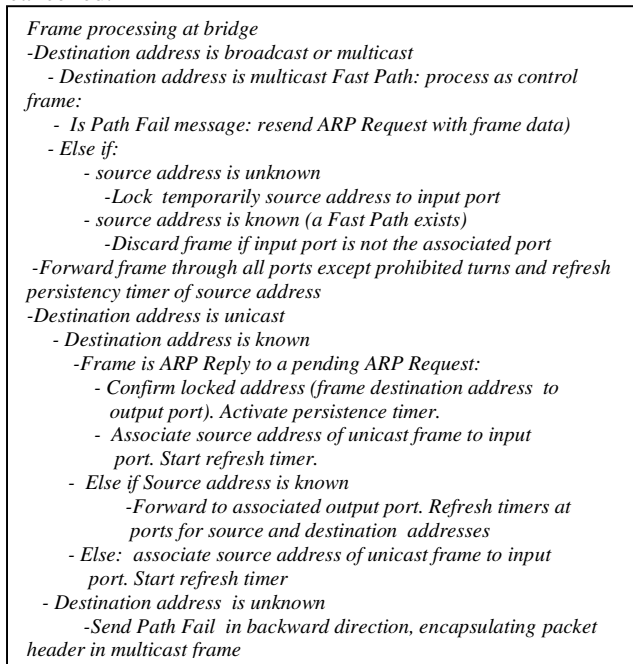 Frame processing at bridge
-Destination address is broadcast or multicast
- Destination address is multicast Fast Path: process as control
frame:
- Is Path Fail message: resend ARP Request with frame data)
- Else if:
- source address is unknown
-Lock temporarily source address to input port
- source address is known (a Fast Path exists)
-Discard frame if input port is not the associated port
-Forward frame through all ports except prohibited turns and refresh
persistency timer of source address
-Destination address is unicast
- Destination address is known
-Frame is ARP Reply to a pending ARP Request:
- Confirm locked address (frame destination address to
output port). Activate persistence timer.
- Associate source address of unicast frame to input
port. Start refresh timer.
- Else if Source address is known
-Forward to associated output port. Refresh timers at
ports for source and destination addresses
- Else: associate source address of unicast frame to input
port. Start refresh timer
- Destination address is unknown
-Send Path Fail in backward direction, encapsulating packet
header in multicast frame